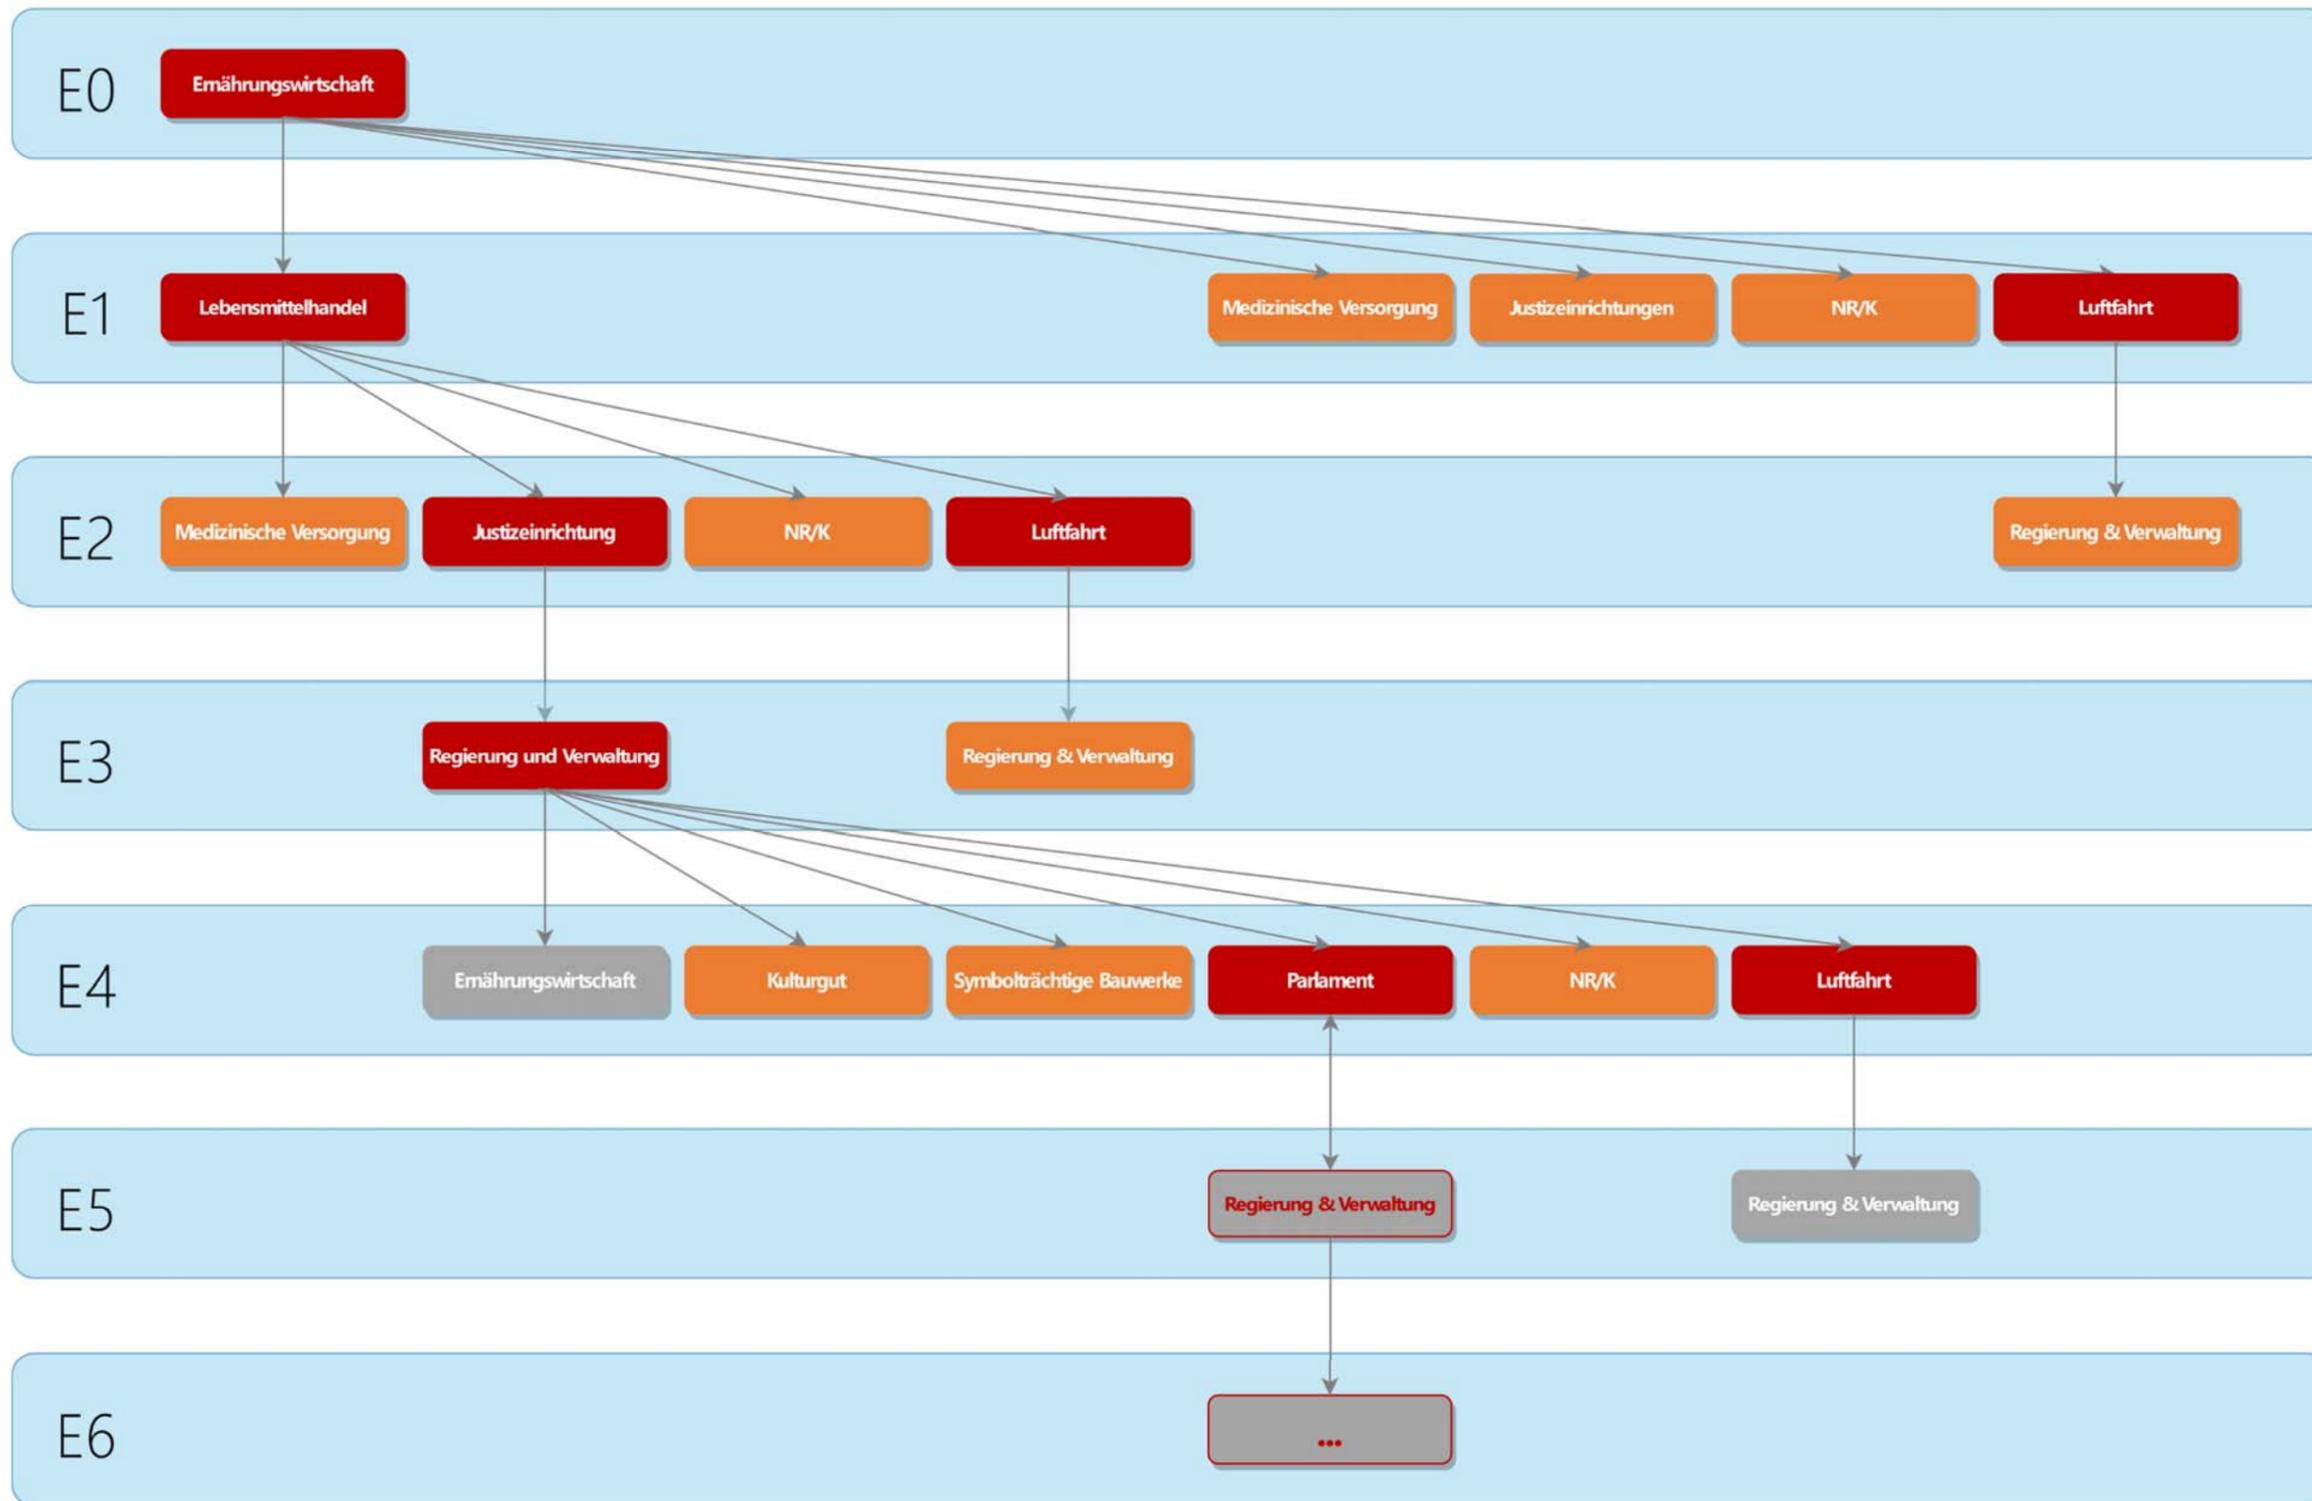 E0
Ernährungswirtschaft
E1
Lebensmittelhandel
Medizinische Versorgung
Justizeinrichtungen
NR/K
Luftfahrt
E2
Medizinische Versorgung
Justizeinrichtung
NR/K
Luftfahrt
Regierung & Verwaltung
E3
Regierung und Verwaltung
Regierung & Verwaltung
E4
Ernährungswirtschaft
Kulturgut
Symbolträchtige Bauwerke
Parlament
NR/K
Luftfahrt
E5
Regierung & Verwaltung
Regierung & Verwaltung
E6
...